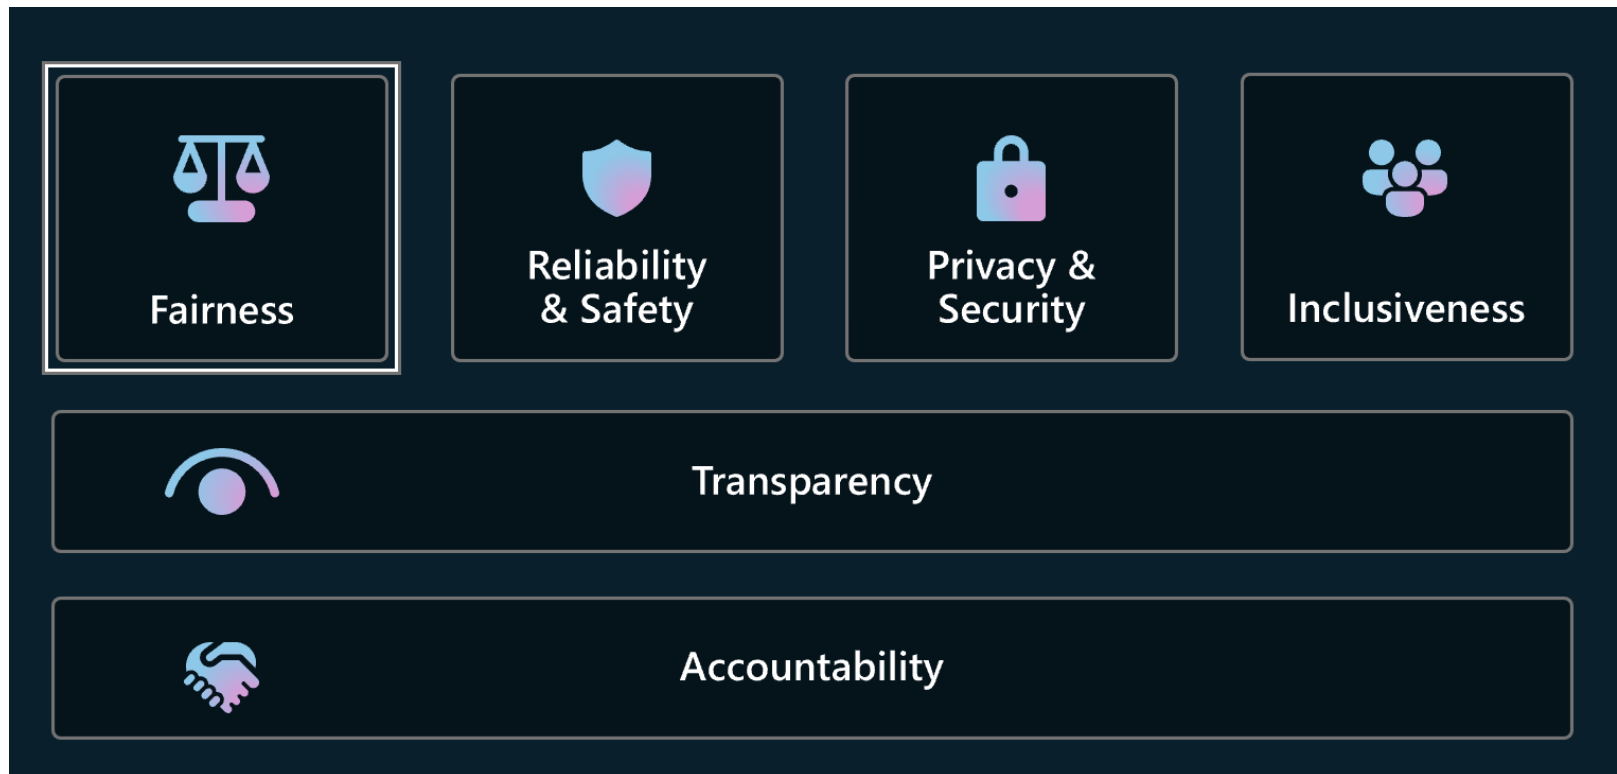 Fairness
Reliability
& Safety
Privacy &
Security
Inclusiveness
Transparency
Accountability